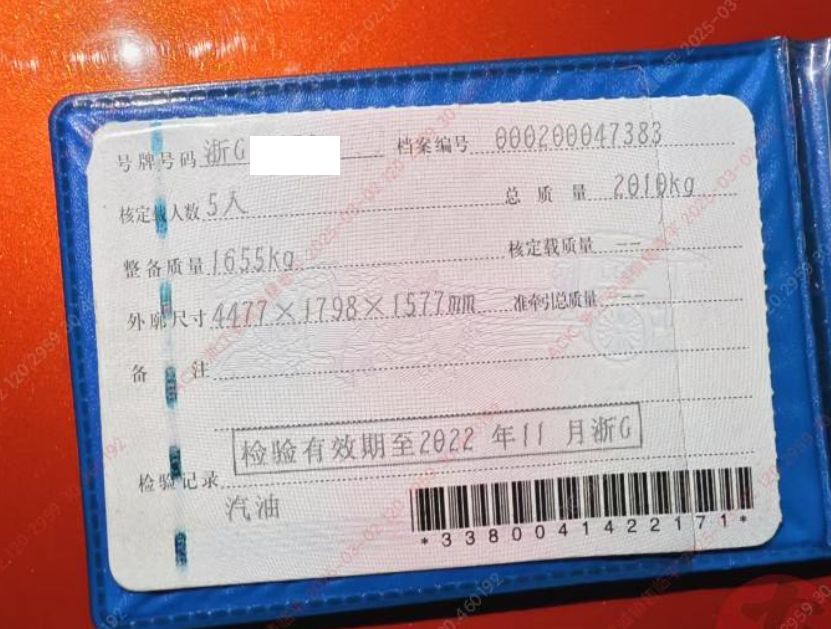 号牌号码 浙G 档案编号 000200047383
核定载人数 5人 总质量 2010kg
整备质量 1655kg 核定载质量 --
外廓尺寸 4477×1798×1577mm 准牵引总质量 --
备注
检验有效期至2022 年11 月浙G
检验记录
汽油
*3380041422171*